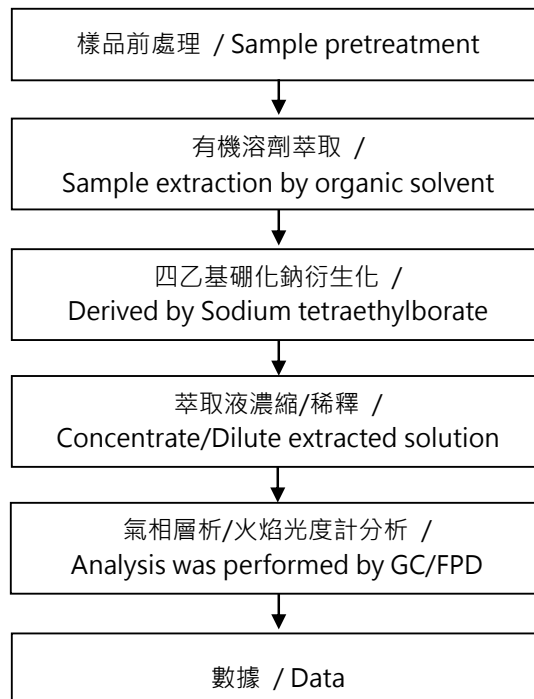 樣品前處理 / Sample pretreatment
有機溶劑萃取 /
Sample extraction by organic solvent
四乙基硼化鈉衍生化 /
Derived by Sodium tetraethylborate
萃取液濃縮/稀釋 /
Concentrate/Dilute extracted solution
氣相層析/火焰光度計分析 /
Analysis was performed by GC/FPD
數據 / Data